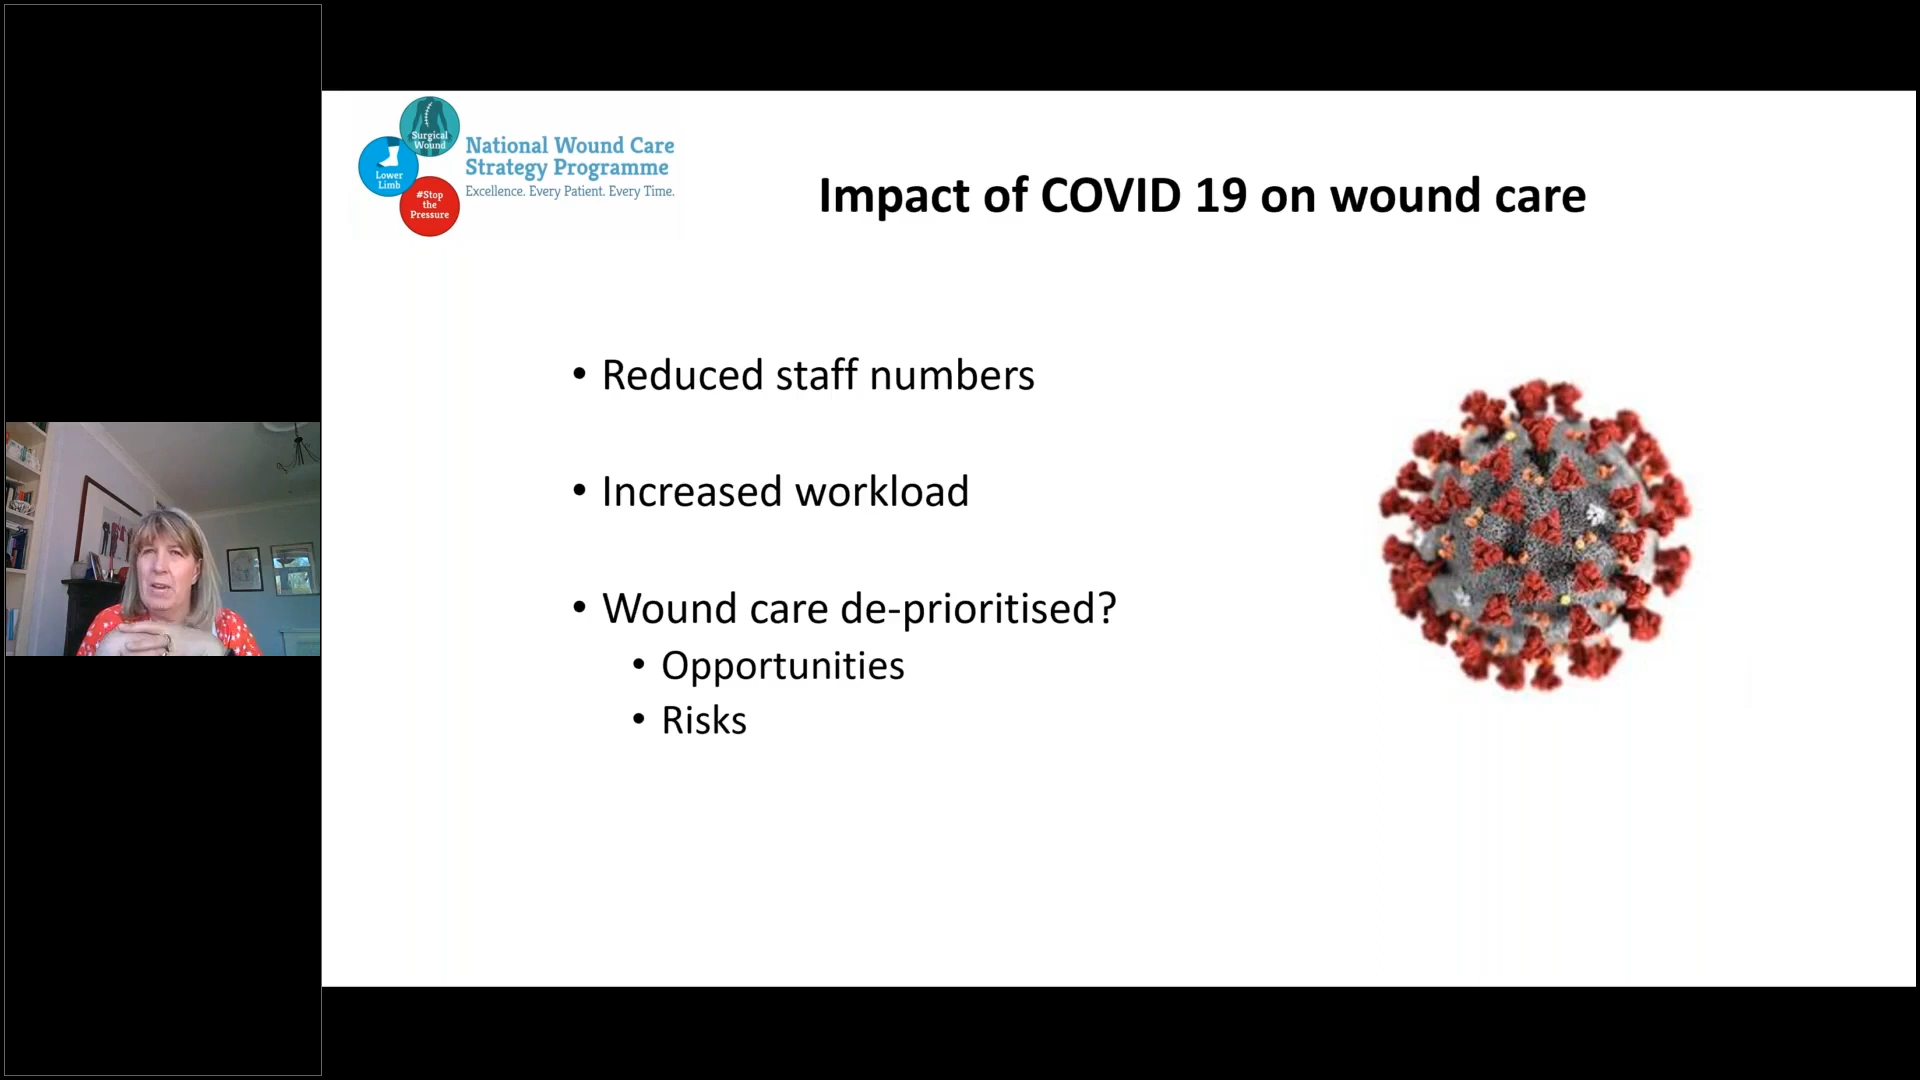 Surgical
Wound
Lower
Limb
#Stop
the
Pressure
National Wound Care
Strategy Programme
Excellence. Every Patient. Every Time.
Impact of COVID 19 on wound care
• Reduced staff numbers
• Increased workload
• Wound care de-prioritised?
• Opportunities
• Risks